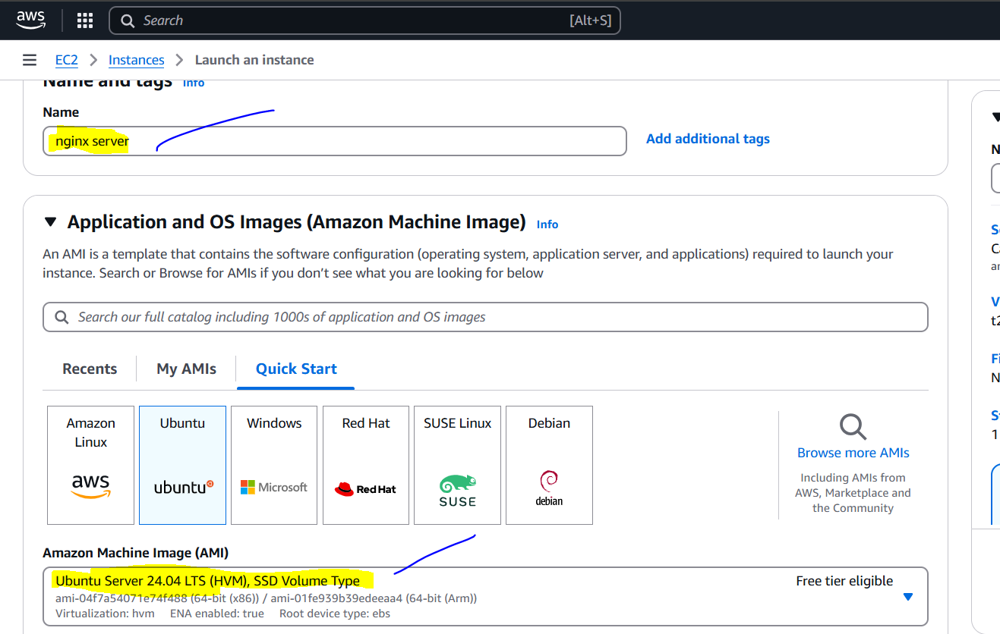 aws
Search [Alt+S]
EC2 > Instances > Launch an instance
Name and tags Info
Name
nginx server
Add additional tags
Application and OS Images (Amazon Machine Image) Info
An AMI is a template that contains the software configuration (operating system, application server, and applications) required to launch your
instance. Search or Browse for AMIs if you don’t see what you are looking for below
Search our full catalog including 1000s of application and OS images
Recents My AMIs Quick Start
Amazon
Linux
aws
Ubuntu
ubuntu
Windows
Microsoft
Red Hat
Red Hat
SUSE Linux
SUSE
Debian
debian
Browse more AMIs
Including AMIs from
AWS, Marketplace and
the Community
Amazon Machine Image (AMI)
Ubuntu Server 24.04 LTS (HVM), SSD Volume Type
Free tier eligible
ami-04f7a54071e74f488 (64-bit (x86)) / ami-01fe939b39edeeaa4 (64-bit (Arm))
Virtualization: hvm ENA enabled: true Root device type: ebs
1